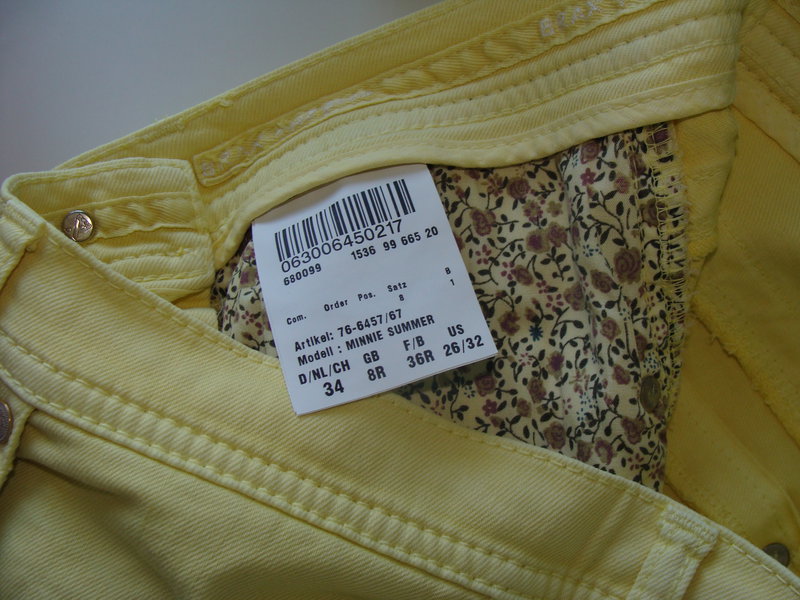 063006450217
680099 1536 99 665 20
Com. Order Pos. Satz B
8 1
Artikel: 76-6457/67
Modell : MINNIE SUMMER
D/NL/CH GB F/B US
34 8R 36R 26/32